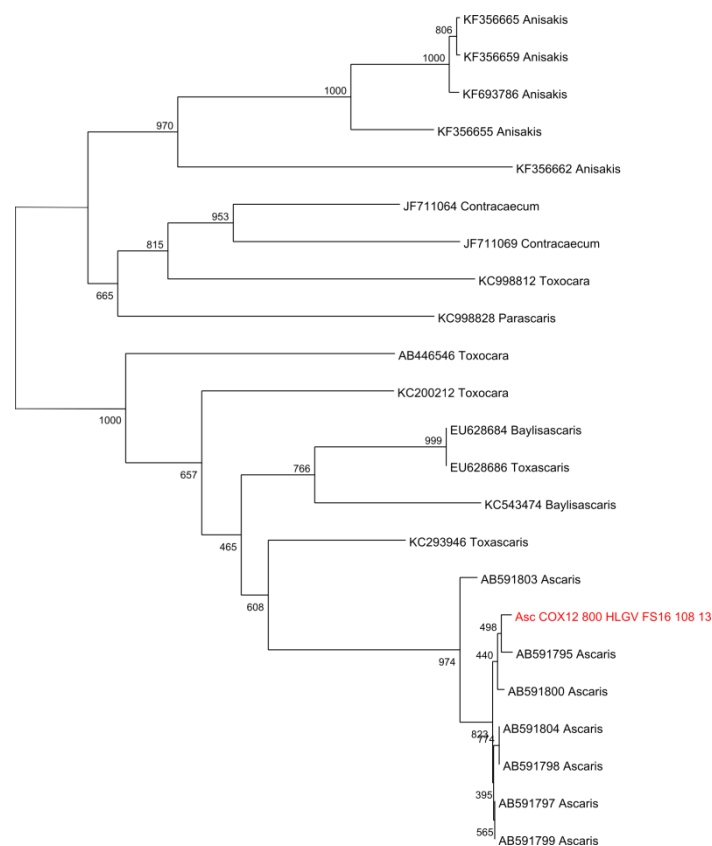 KF356665 Anisakis
806
KF356659 Anisakis
1000
KF693786 Anisakis
1000
970
KF356655 Anisakis
KF356662 Anisakis
JF711064 Contracaecum
953
815
JF711069 Contracaecum
KC998812 Toxocara
665
KC998828 Parascaris
AB446546 Toxocara
KC200212 Toxocara
1000
EU628684 Baylisascaris
999
766
EU628686 Toxascaris
657
KC543474 Baylisascaris
KC293946 Toxascaris
465
AB591803 Ascaris
608
Asc COX12 800 HLGV FS16 108 13
498
AB591795 Ascaris
440
974
AB591800 Ascaris
AB591804 Ascaris
823
774
AB591798 Ascaris
395
AB591797 Ascaris
565
AB591799 Ascaris